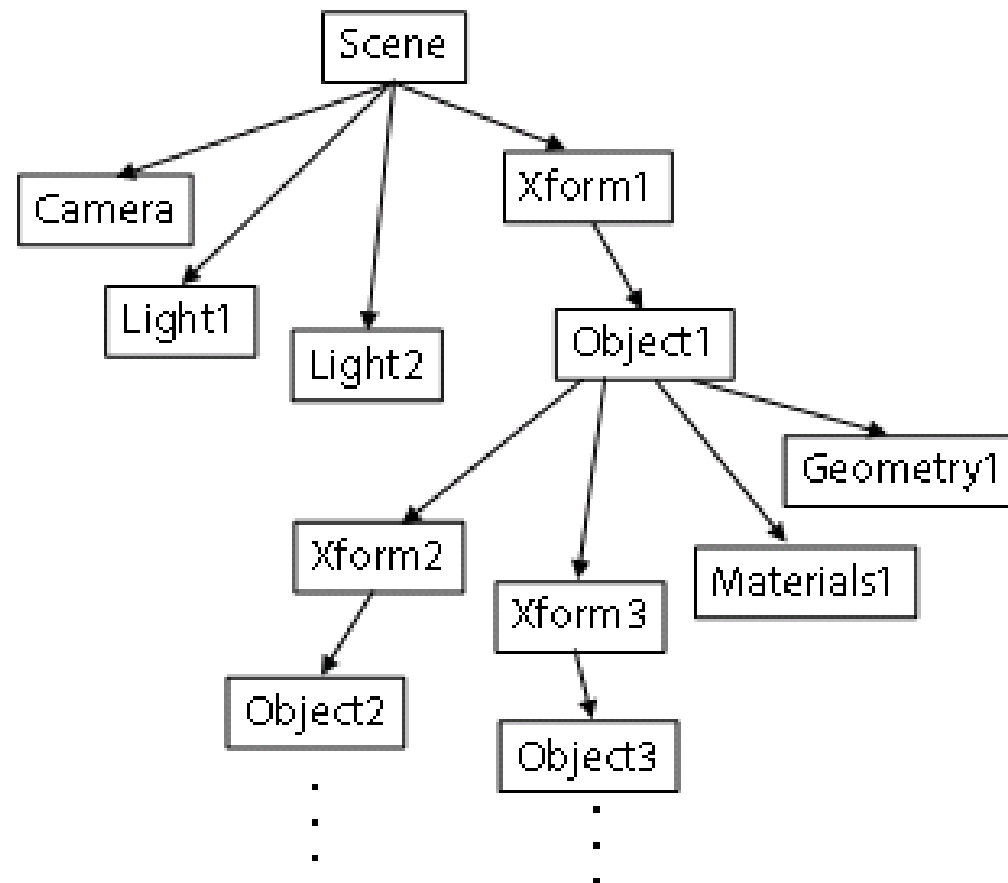 Scene
Camera
Xform1
Light1
Light2
Object1
Geometry1
Xform2
Materials1
Xform3
Object2
Object3